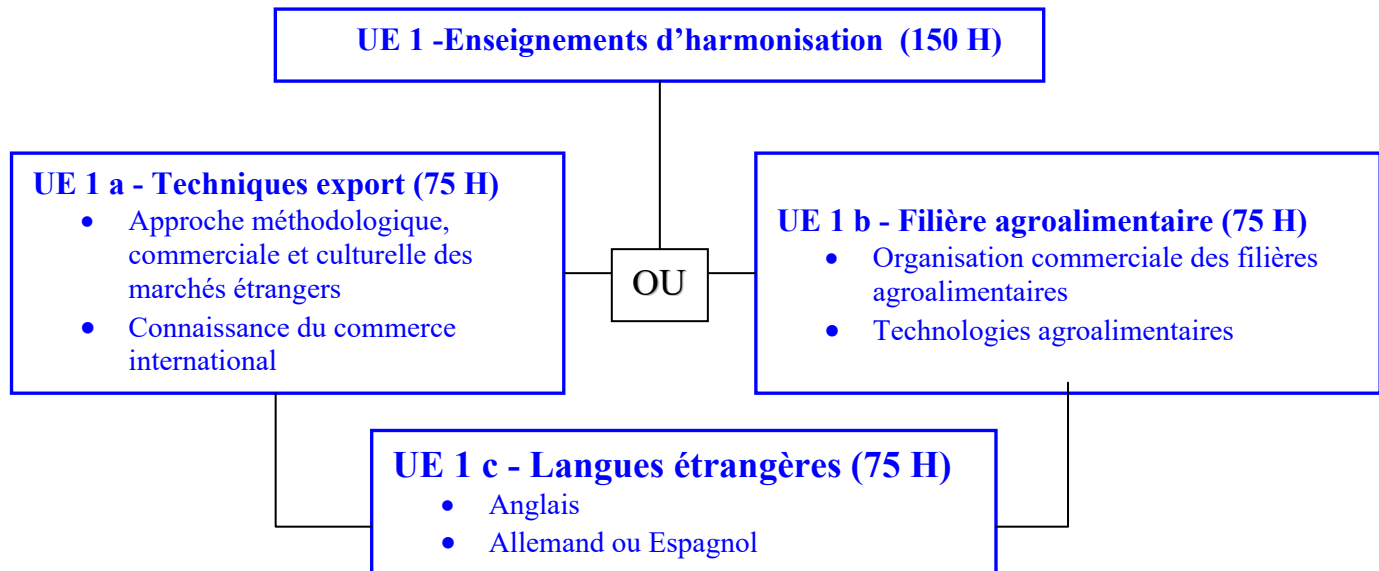 UE 1 -Enseignements d’harmonisation (150 H)
UE 1 a - Techniques export (75 H)
• Approche méthodologique,
commerciale et culturelle des
marchés étrangers
• Connaissance du commerce
international
OU
UE 1 b - Filière agroalimentaire (75 H)
• Organisation commerciale des filières
agroalimentaires
• Technologies agroalimentaires
UE 1 c - Langues étrangères (75 H)
• Anglais
• Allemand ou Espagnol